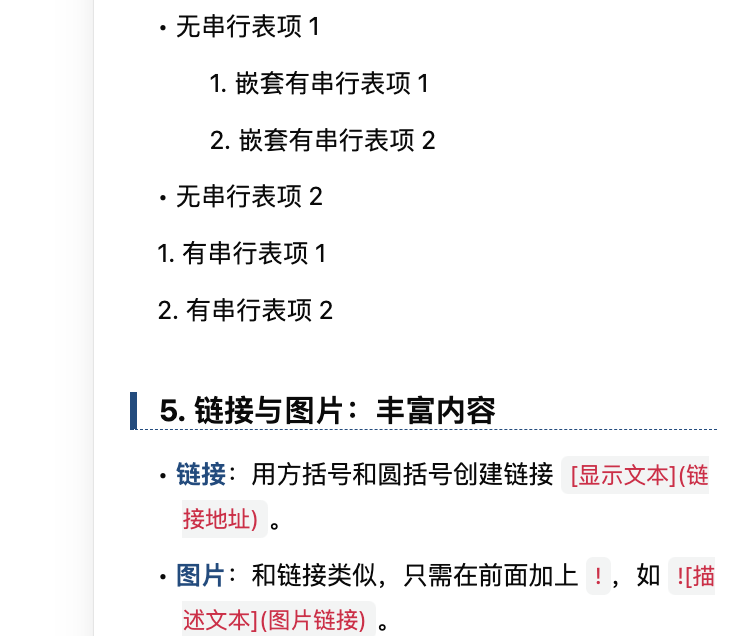 • 无串行表项 1
1. 嵌套有串行表项 1
2. 嵌套有串行表项 2
• 无串行表项 2
1. 有串行表项 1
2. 有串行表项 2
5. 链接与图片：丰富内容
• 链接：用方括号和圆括号创建链接 [显示文本](链
接地址) 。
• 图片：和链接类似，只需在前面加上 ! ，如 ![描
述文本](图片链接) 。